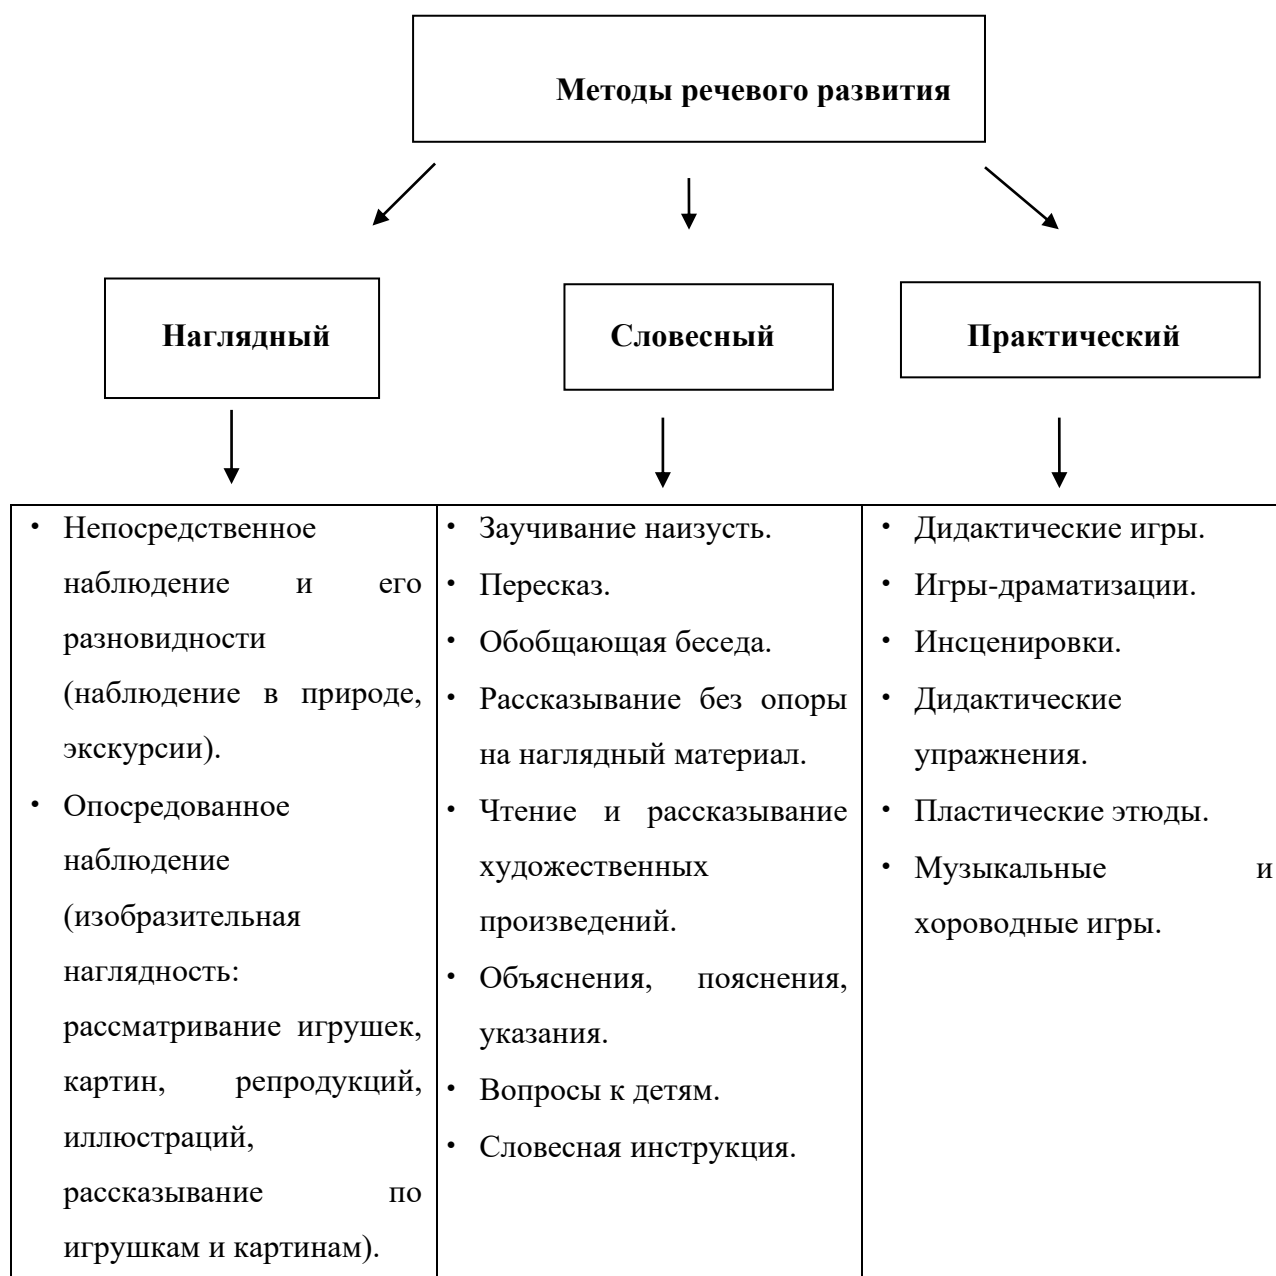 Методы речевого развития
Наглядный
Словесный
Практический
• Непосредственное
наблюдение и его
разновидности
(наблюдение в природе,
экскурсии).
• Опосредованное
наблюдение
(изобразительная
наглядность:
рассматривание игрушек,
картин, репродукций,
иллюстраций,
рассказывание по
игрушкам и картинам).
• Заучивание наизусть.
• Пересказ.
• Обобщающая беседа.
• Рассказывание без опоры
на наглядный материал.
• Чтение и рассказывание
художественных
произведений.
• Объяснения, пояснения,
указания.
• Вопросы к детям.
• Словесная инструкция.
• Дидактические игры.
• Игры-драматизации.
• Инсценировки.
• Дидактические
упражнения.
• Пластические этюды.
• Музыкальные и
хороводные игры.